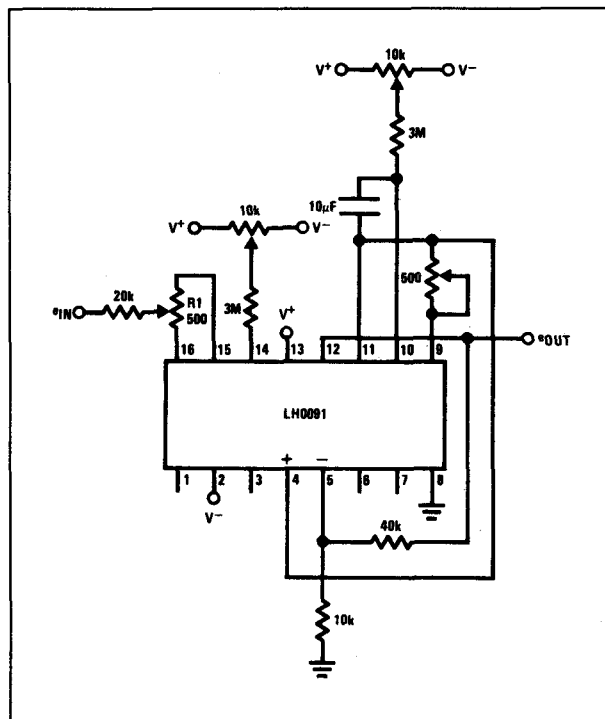 10k
V+ V−
3M
10µF
10k
V+ V−
500
20k R1 V+
eIN 500 3M
eOUT
16 15 14 13 12 11 10 9
LH0091
+ −
1 2 3 4 5 6 7 8
V−
40k
10k